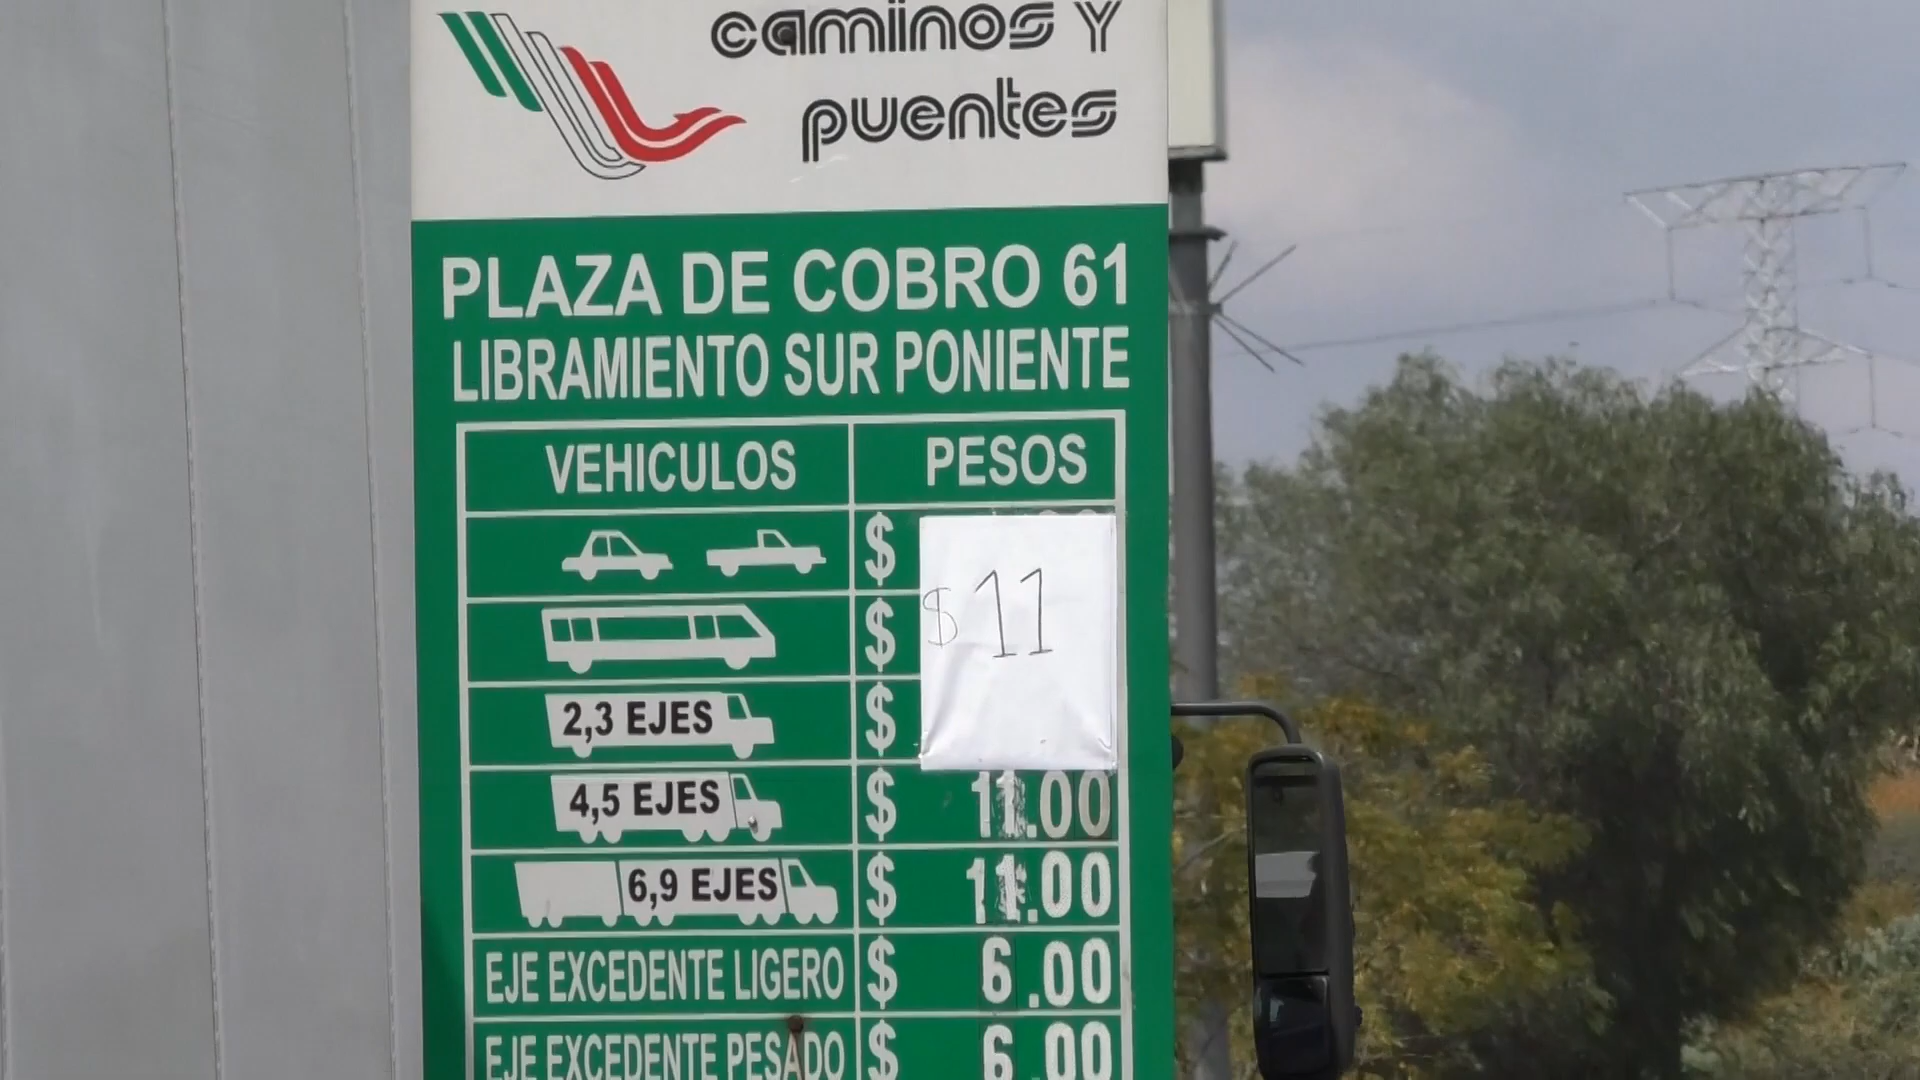 caminos y
puentes
PLAZA DE COBRO 61
LIBRAMIENTO SUR PONIENTE
VEHICULOS PESOS
$
$ $11
2,3 EJES $
4,5 EJES $ 11.00
6,9 EJES $ 11.00
EJE EXCEDENTE LIGERO $ 6.00
EJE EXCEDENTE PESADO $ 6.00